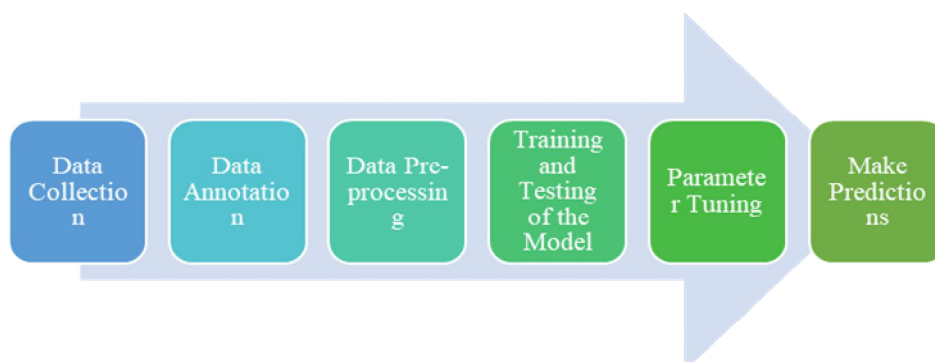 Data
Collectio
n
Data
Annotatio
n
Data Pre-
processin
g
Training
and
Testing
of the
Model
Paramete
r Tuning
Make
Predictio
ns